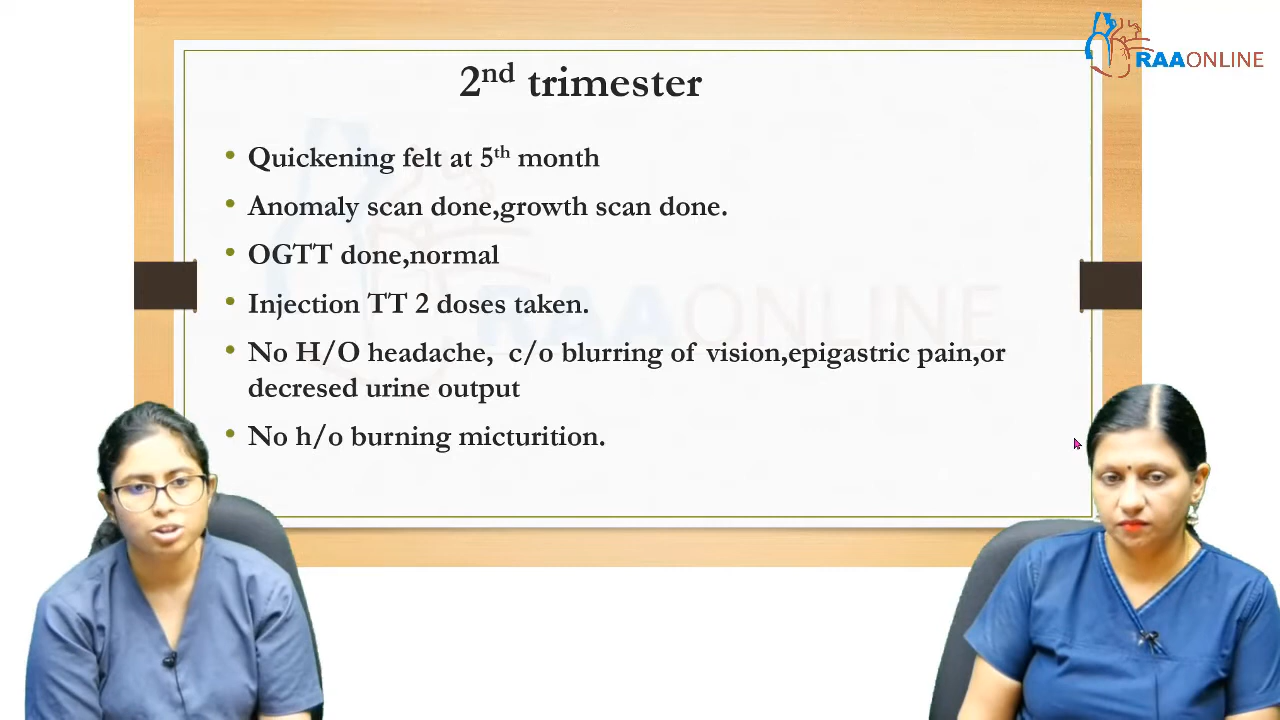 RAAONLINE
2nd trimester
• Quickening felt at 5th month
• Anomaly scan done,growth scan done.
• OGTT done,normal
• Injection TT 2 doses taken.
• No H/O headache, c/o blurring of vision,epigastric pain,or
decresed urine output
• No h/o burning micturition.
RAAONLINE